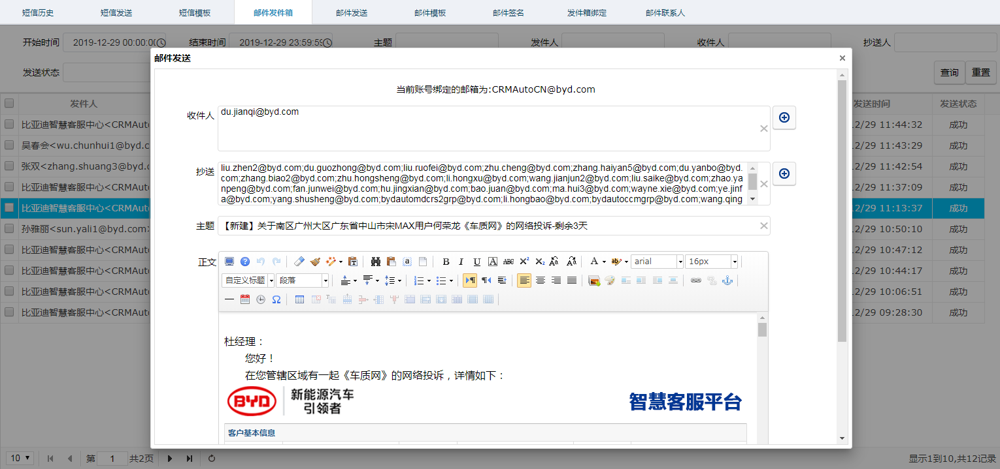 短信历史 短信发送 短信模板 邮件发件箱 邮件发送 邮件模板 邮件签名 发件箱绑定 邮件联系人
开始时间 2019-12-29 00:00:00 结束时间 2019-12-29 23:59:59 主题 发件人 收件人 抄送人
发送状态 查询 重置
邮件发送
当前账号绑定的邮箱为:CRMAutoCN@byd.com
收件人 du.jianqi@byd.com
抄送 liu.zhen2@byd.com;du.guozhong@byd.com;liu.ruofei@byd.com;zhu.cheng@byd.com;zhang.haiyan5@byd.com;du.yanbo@byd.
com;zhang.biao2@byd.com;zhu.hongsheng@byd.com;li.hongxu@byd.com;wang.jianjun2@byd.com;liu.saike@byd.com;zhao.ya
npeng@byd.com;fan.junwei@byd.com;hu.jingxian@byd.com;bao.juan@byd.com;ma.hui3@byd.com;wayne.xie@byd.com;ye.jinf
a@byd.com;yang.shusheng@byd.com;bydautomdcrs2grp@byd.com;li.hongbao@byd.com;bydautoccmgrp@byd.com;wang.qing
主题 【新建】关于南区广州大区广东省中山市宋MAX用户何荣龙《车质网》的网络投诉-剩余3天
正文
B I U A ABC X² X₂ A ab arial 16px
自定义标题 段落
杜经理：
您好！
在您管辖区域有一起《车质网》的网络投诉，详情如下：
BYD 新能源汽车
引领者
智慧客服平台
客户基本信息
发件人 发送时间 发送状态
比亚迪智慧客服中心<CRMAut 12/29 11:44:32 成功
吴春会<wu.chunhui1@byd.c 12/29 11:43:29 成功
张双<zhang.shuang3@byd.c 12/29 11:42:54 成功
比亚迪智慧客服中心<CRMAut 12/29 11:37:09 成功
比亚迪智慧客服中心<CRMAut 12/29 11:13:37 成功
孙雅丽<sun.yali1@byd.com> 12/29 10:50:10 成功
比亚迪智慧客服中心<CRMAut 12/29 10:47:12 成功
比亚迪智慧客服中心<CRMAut 12/29 10:44:17 成功
比亚迪智慧客服中心<CRMAut 12/29 10:06:51 成功
比亚迪智慧客服中心<CRMAut 12/29 09:28:30 成功
10 第 1 共2页 显示1到10,共12记录